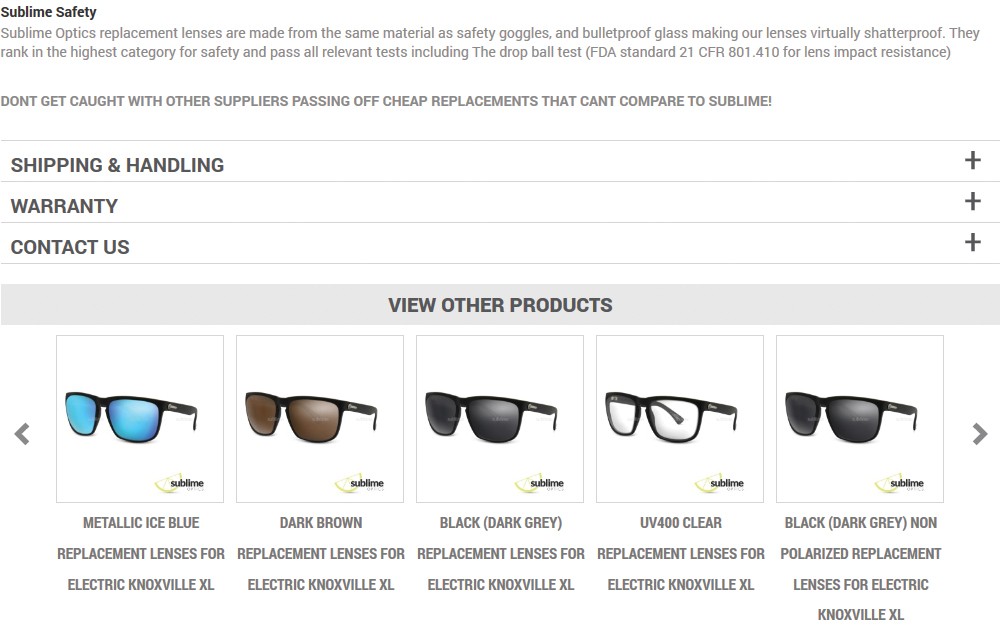 Sublime Safety
Sublime Optics replacement lenses are made from the same material as safety goggles, and bulletproof glass making our lenses virtually shatterproof. They
rank in the highest category for safety and pass all relevant tests including The drop ball test (FDA standard 21 CFR 801.410 for lens impact resistance)
DONT GET CAUGHT WITH OTHER SUPPLIERS PASSING OFF CHEAP REPLACEMENTS THAT CANT COMPARE TO SUBLIME!
SHIPPING & HANDLING +
WARRANTY +
CONTACT US +
VIEW OTHER PRODUCTS
sublime
OPTICS
METALLIC ICE BLUE
REPLACEMENT LENSES FOR
ELECTRIC KNOXVILLE XL
sublime
OPTICS
DARK BROWN
REPLACEMENT LENSES FOR
ELECTRIC KNOXVILLE XL
sublime
OPTICS
BLACK (DARK GREY)
REPLACEMENT LENSES FOR
ELECTRIC KNOXVILLE XL
sublime
OPTICS
UV400 CLEAR
REPLACEMENT LENSES FOR
ELECTRIC KNOXVILLE XL
sublime
OPTICS
BLACK (DARK GREY) NON
POLARIZED REPLACEMENT
LENSES FOR ELECTRIC
KNOXVILLE XL